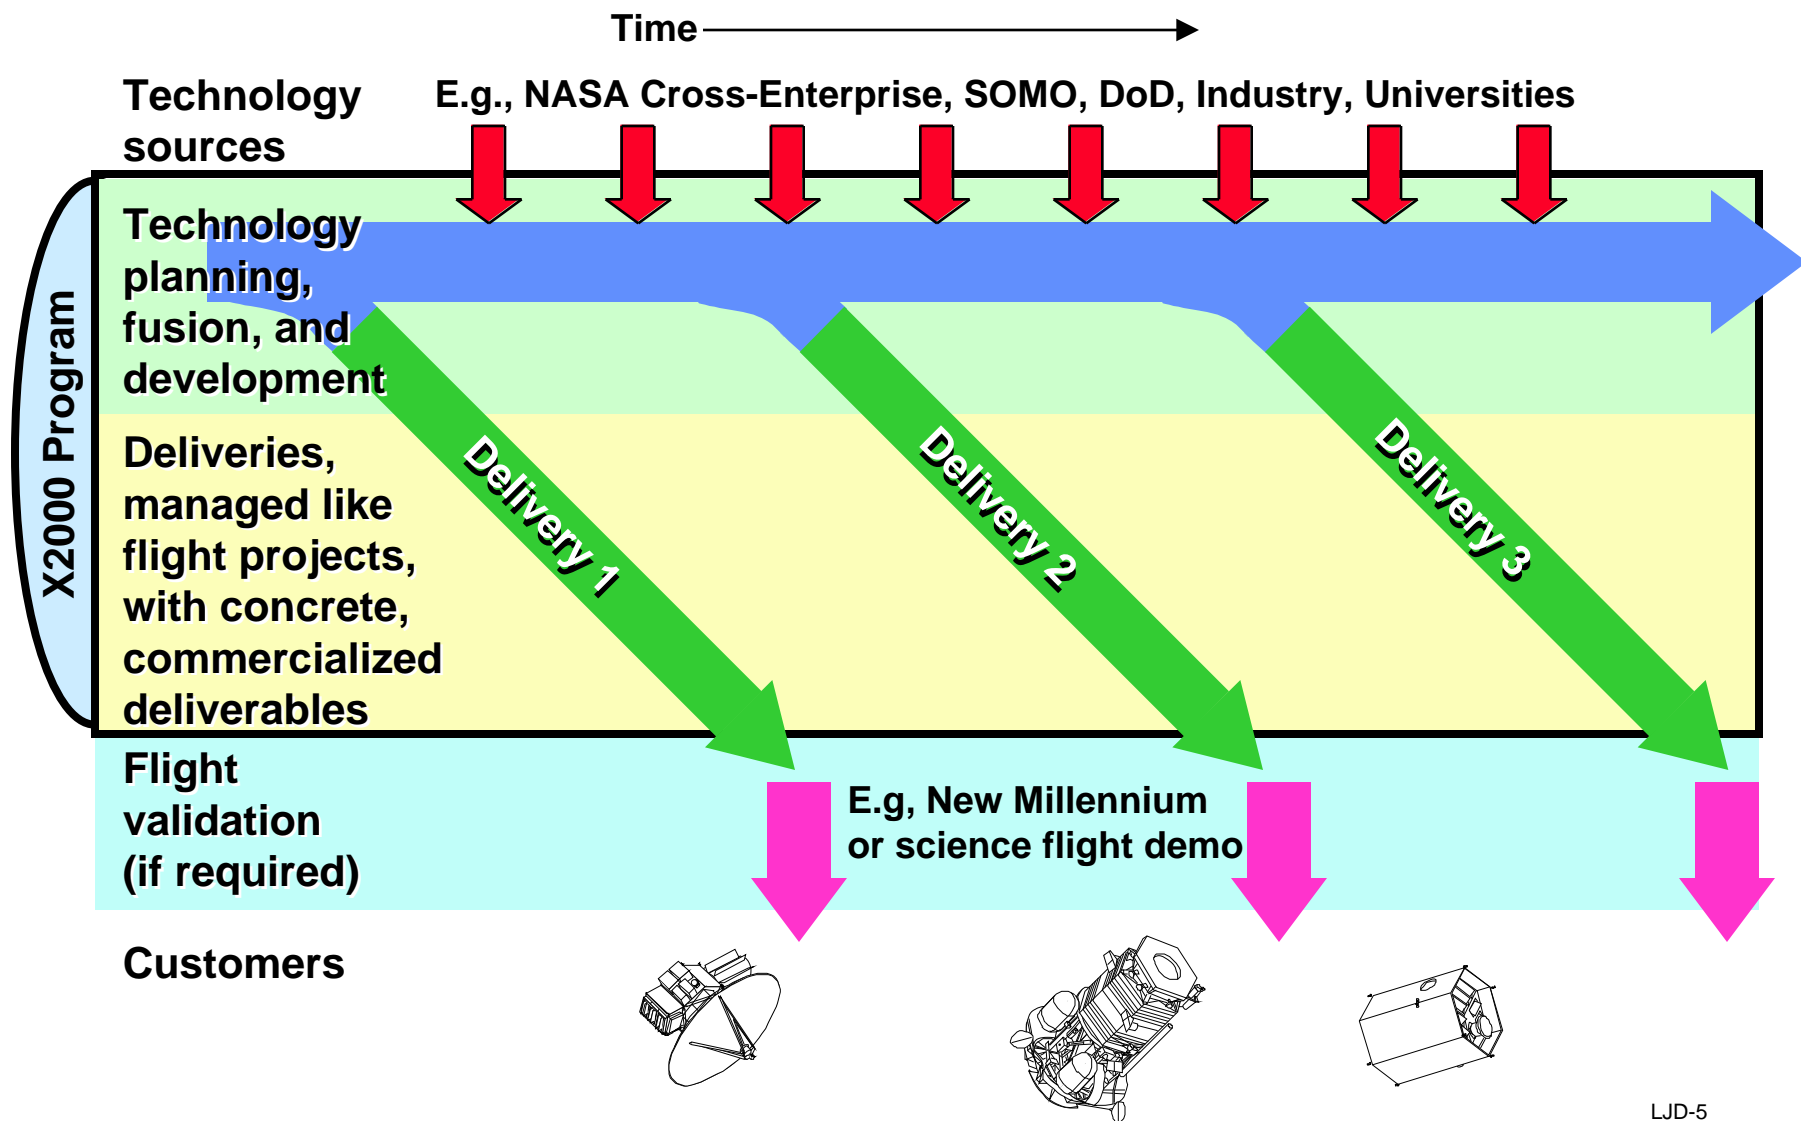 Time
Technology
sources
E.g., NASA Cross-Enterprise, SOMO, DoD, Industry, Universities
X2000 Program
Technology
planning,
fusion, and
development
Deliveries,
managed like
flight projects,
with concrete,
commercialized
deliverables
Delivery 1
Delivery 2
Delivery 3
Flight
validation
(if required)
E.g, New Millennium
or science flight demo
Customers
LJD-5